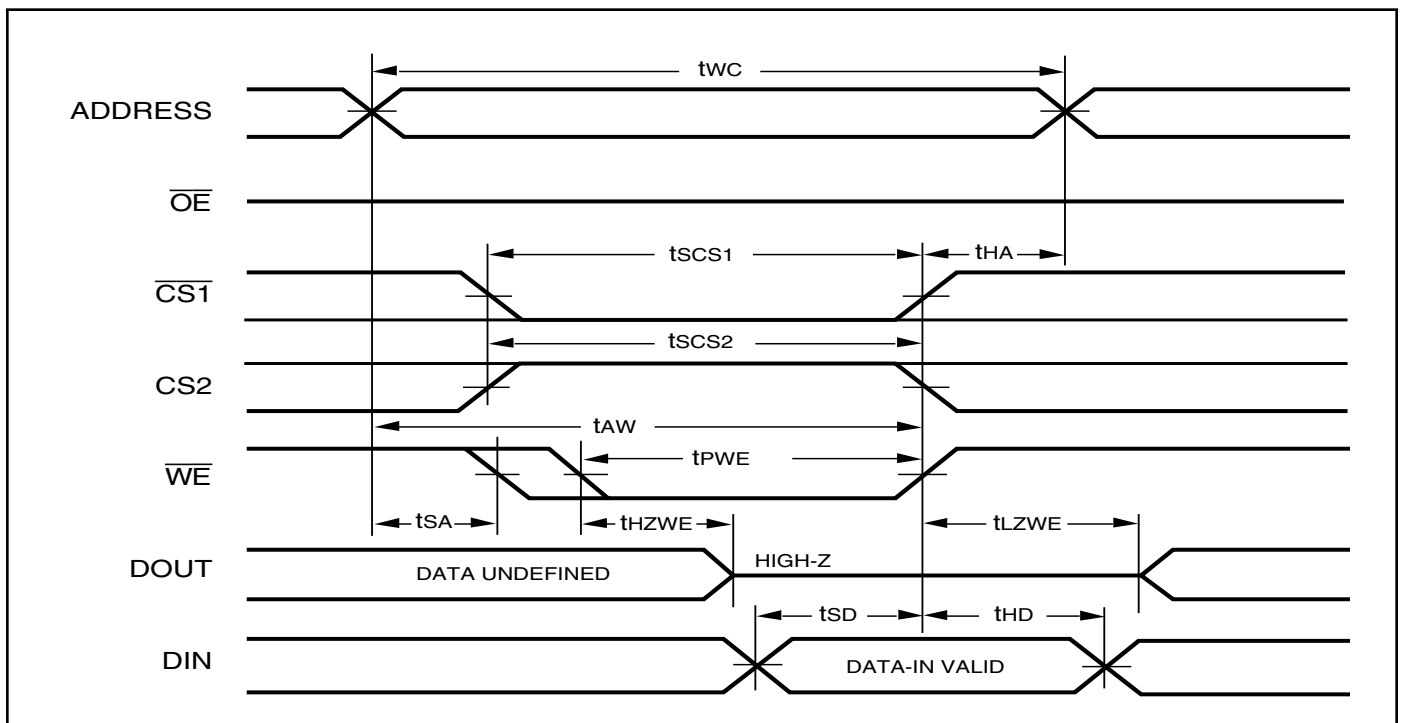 tWC
ADDRESS
OE
tSCS1
tHA
CS1
tSCS2
CS2
tAW
WE
tPWE
tSA
tHZWE
tLZWE
DOUT
DATA UNDEFINED
HIGH-Z
tSD
tHD
DIN
DATA-IN VALID